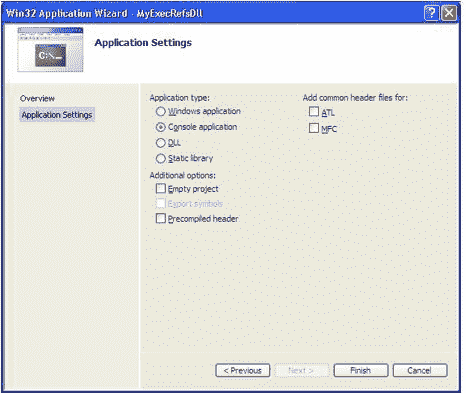 Win32 Application Wizard - MyExecRefsDll
C:\_
Application Settings
Overview
Application Settings
Application type:
Windows application
Console application
DLL
Static library
Additional options:
Empty project
Export symbols
Precompiled header
Add common header files for:
ATL
MFC
< Previous
Next >
Finish
Cancel